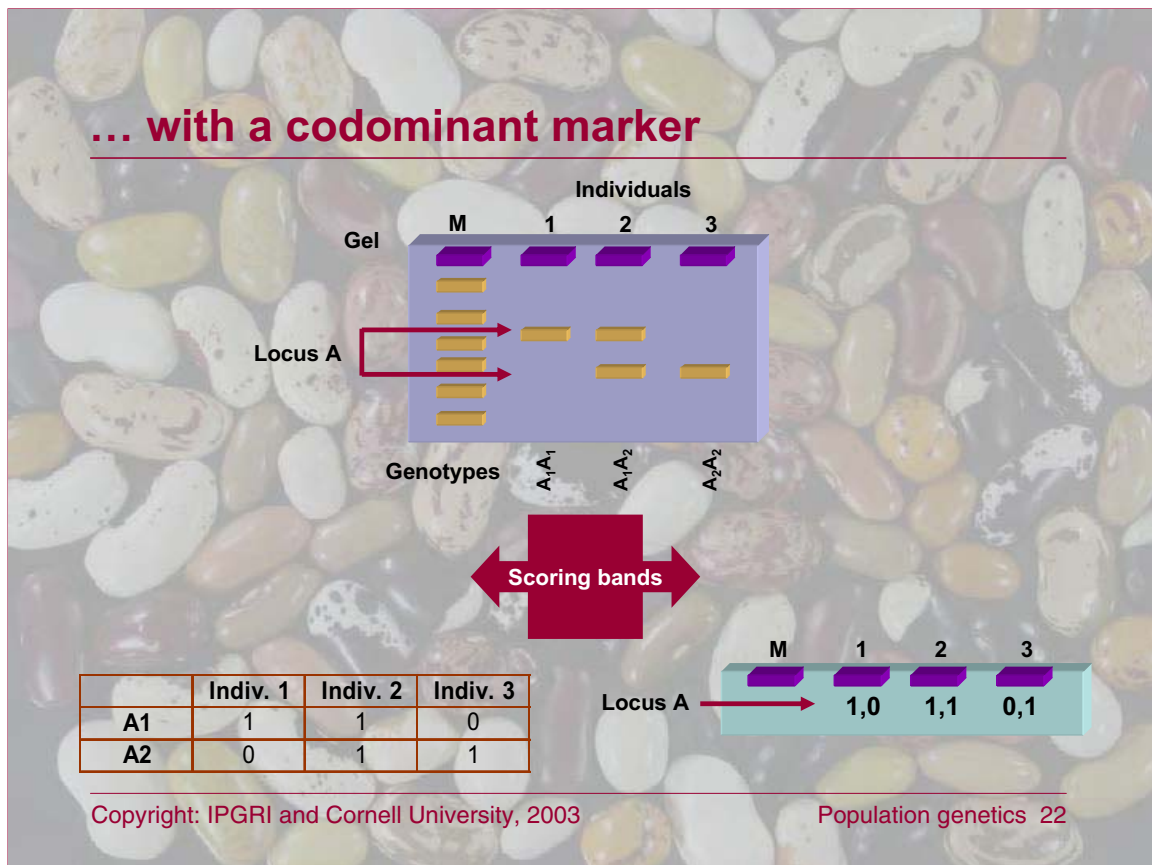 ... with a codominant marker
Individuals
M 1 2 3
Gel
Locus A
Genotypes A₁A₁ A₁A₂ A₂A₂
Scoring bands
Indiv. 1 Indiv. 2 Indiv. 3
A1 1 1 0
A2 0 1 1
M 1 2 3
Locus A 1,0 1,1 0,1
Copyright: IPGRI and Cornell University, 2003 Population genetics 22